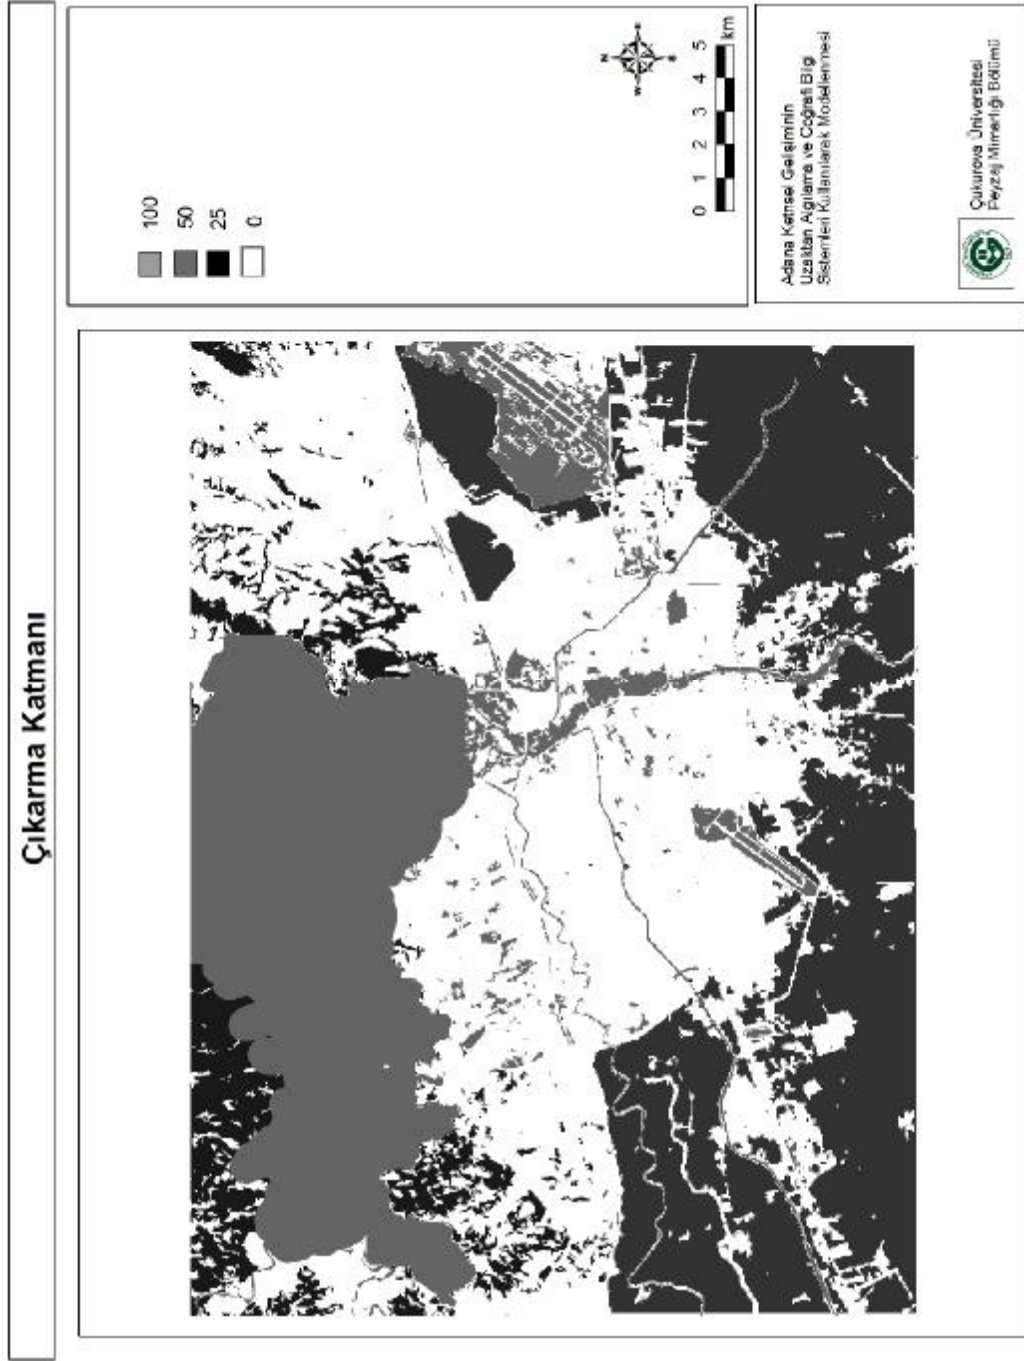 Çıkarma Katmanı
100
50
25
0
N
W
E
S
0 1 2 3 4 5
km
Adana Kentsel Gelişiminin
Uzaktan Algılama ve Coğrafi Bilgi
Sistemleri Kullanılarak Modellenmesi
Çukurova Üniversitesi
Peyzaj Mimarlığı Bölümü